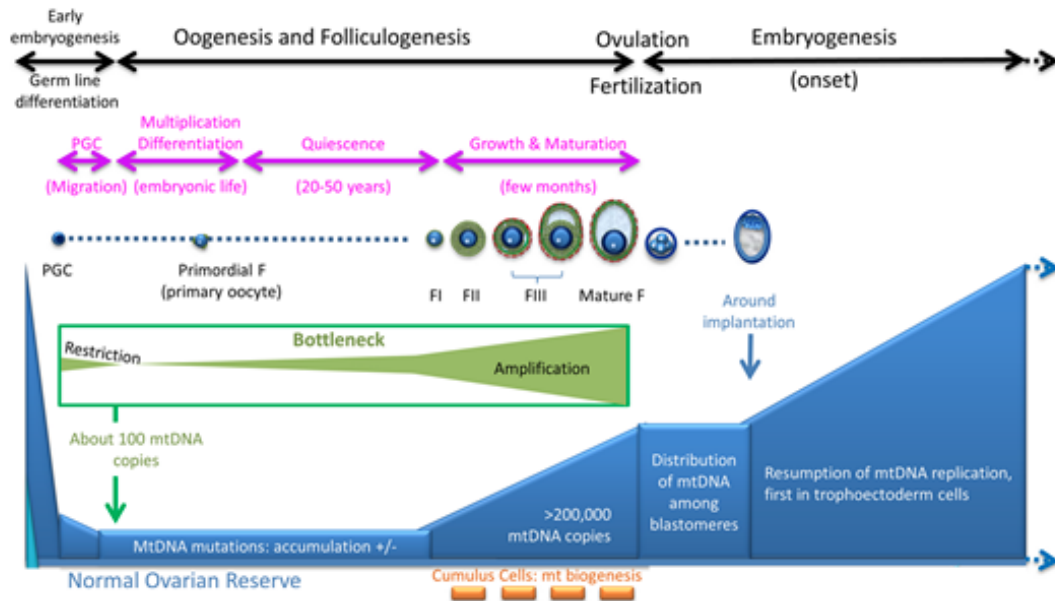 Early
embryogenesis
Oogenesis and Folliculogenesis
Ovulation
Embryogenesis
Germ line
differentiation
Fertilization
(onset)
PGC
Multiplication
Differentiation
Quiescence
Growth & Maturation
(Migration)
(embryonic life)
(20-50 years)
(few months)
PGC
Primordial F
(primary oocyte)
FI
FII
FIII
Mature F
Around
implantation
Restriction
Bottleneck
Amplification
About 100 mtDNA
copies
Distribution
of mtDNA
among
blastomeres
Resumption of mtDNA replication,
first in trophoectoderm cells
>200,000
mtDNA copies
MtDNA mutations: accumulation +/-
Normal Ovarian Reserve
Cumulus Cells: mt biogenesis